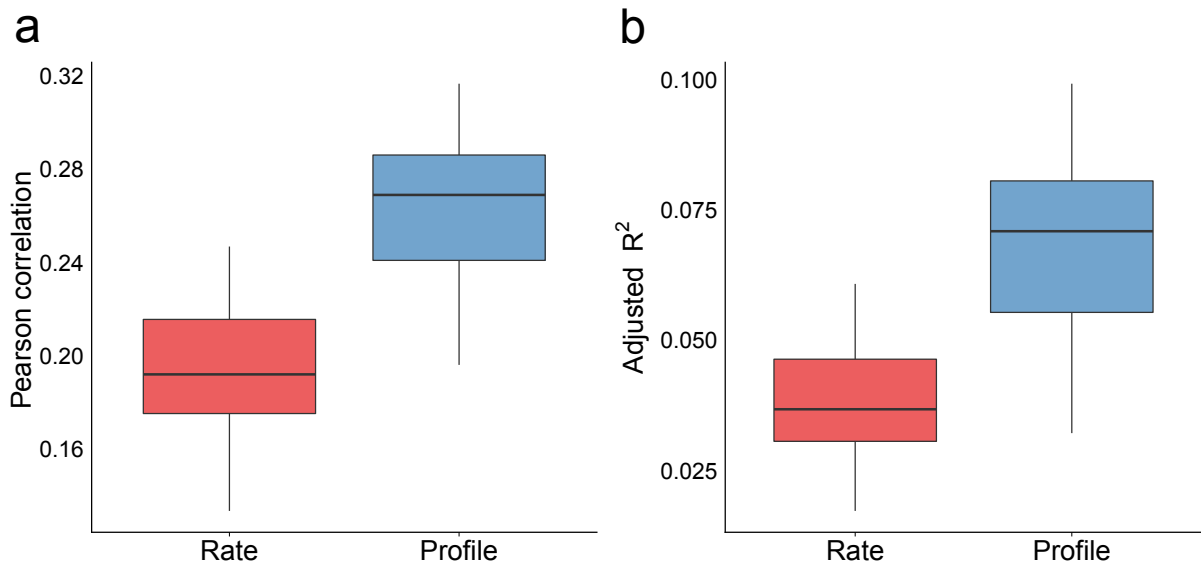 a
Pearson correlation
0.32
0.28
0.24
0.20
0.16
Rate
Profile
b
Adjusted R²
0.100
0.075
0.050
0.025
Rate
Profile